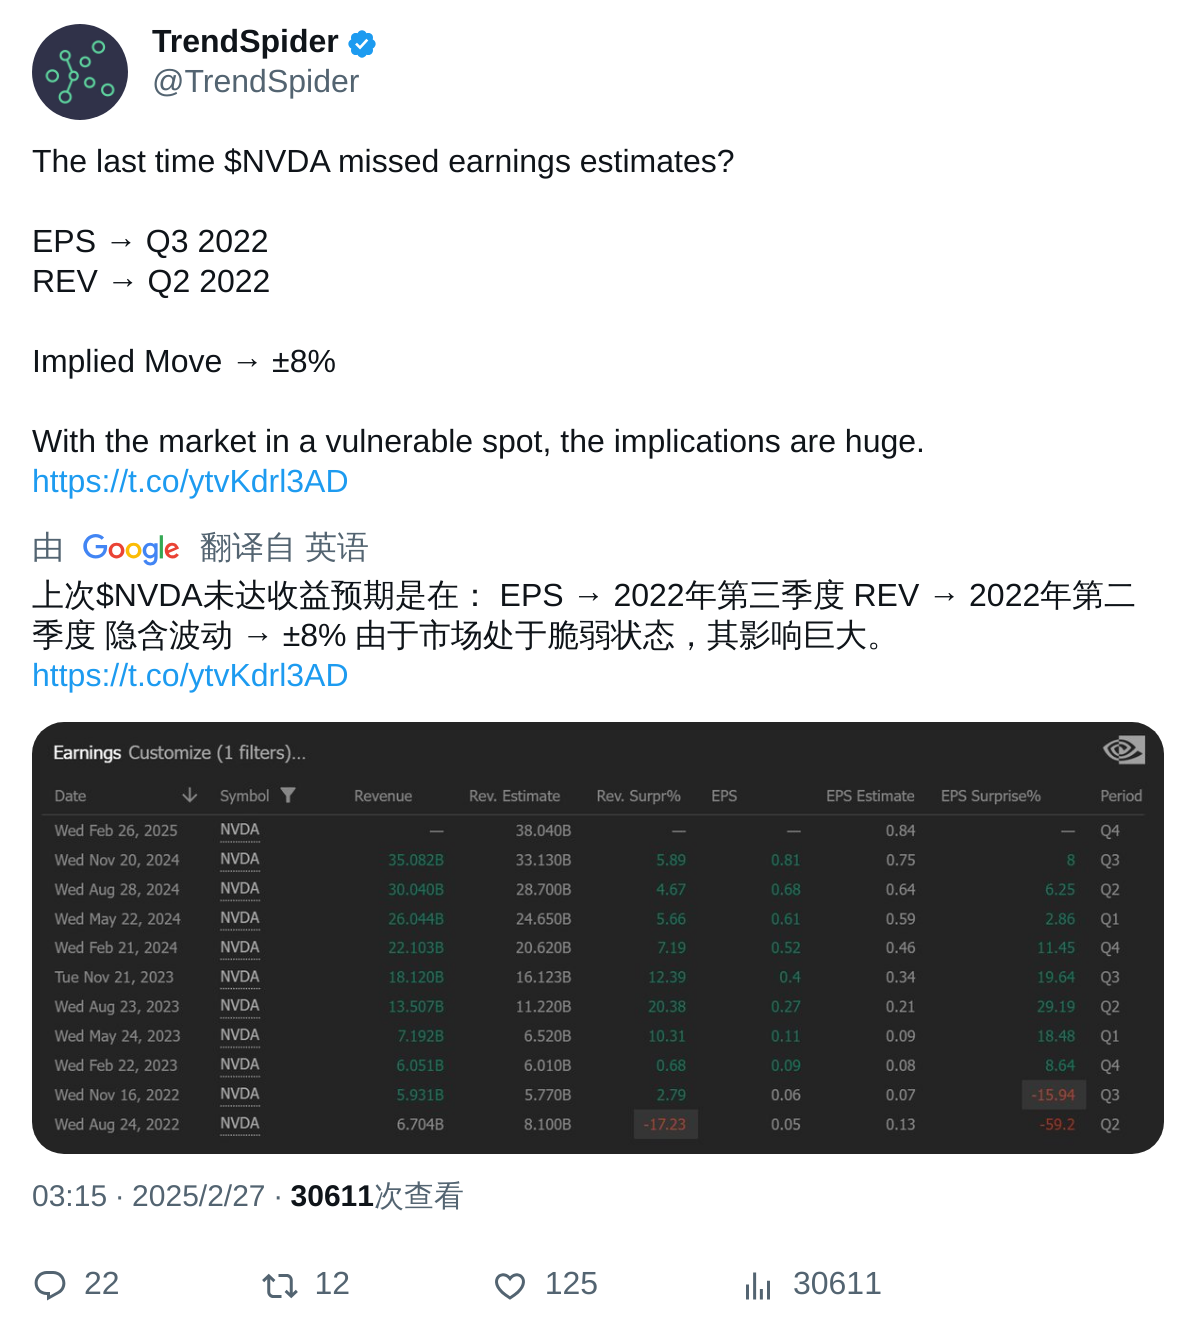 TrendSpider
@TrendSpider
The last time $NVDA missed earnings estimates?
EPS → Q3 2022
REV → Q2 2022
Implied Move → ±8%
With the market in a vulnerable spot, the implications are huge.
https://t.co/ytvKdrl3AD
由 Google 翻译自 英语
上次$NVDA未达收益预期是在： EPS → 2022年第三季度 REV → 2022年第二
季度 隐含波动 → ±8% 由于市场处于脆弱状态，其影响巨大。
https://t.co/ytvKdrl3AD
Earnings Customize (1 filters)...
Date Symbol Revenue Rev. Estimate Rev. Surpr% EPS EPS Estimate EPS Surprise% Period
Wed Feb 26, 2025 NVDA — 38.040B — — 0.84 — Q4
Wed Nov 20, 2024 NVDA 35.082B 33.130B 5.89 0.81 0.75 8 Q3
Wed Aug 28, 2024 NVDA 30.040B 28.700B 4.67 0.68 0.64 6.25 Q2
Wed May 22, 2024 NVDA 26.044B 24.650B 5.66 0.61 0.59 2.86 Q1
Wed Feb 21, 2024 NVDA 22.103B 20.620B 7.19 0.52 0.46 11.45 Q4
Tue Nov 21, 2023 NVDA 18.120B 16.123B 12.39 0.4 0.34 19.64 Q3
Wed Aug 23, 2023 NVDA 13.507B 11.220B 20.38 0.27 0.21 29.19 Q2
Wed May 24, 2023 NVDA 7.192B 6.520B 10.31 0.11 0.09 18.48 Q1
Wed Feb 22, 2023 NVDA 6.051B 6.010B 0.68 0.09 0.08 8.64 Q4
Wed Nov 16, 2022 NVDA 5.931B 5.770B 2.79 0.06 0.07 -15.94 Q3
Wed Aug 24, 2022 NVDA 6.704B 8.100B -17.23 0.05 0.13 -59.2 Q2
03:15 · 2025/2/27 · 30611次查看
22 12 125 30611